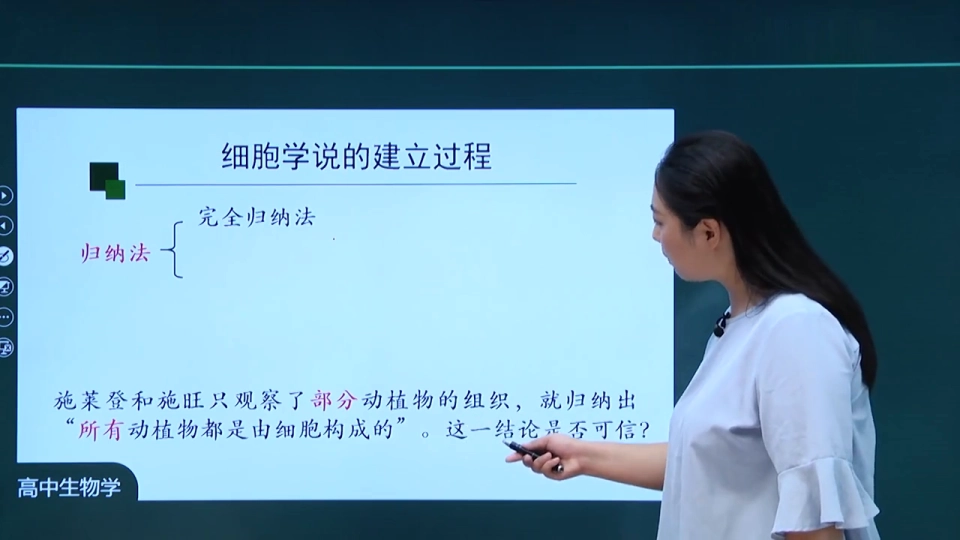 细胞学说的建立过程
完全归纳法
归纳法
施莱登和施旺只观察了部分动植物的组织，就归纳出
“所有动植物都是由细胞构成的”。这一结论是否可信？
高中生物学